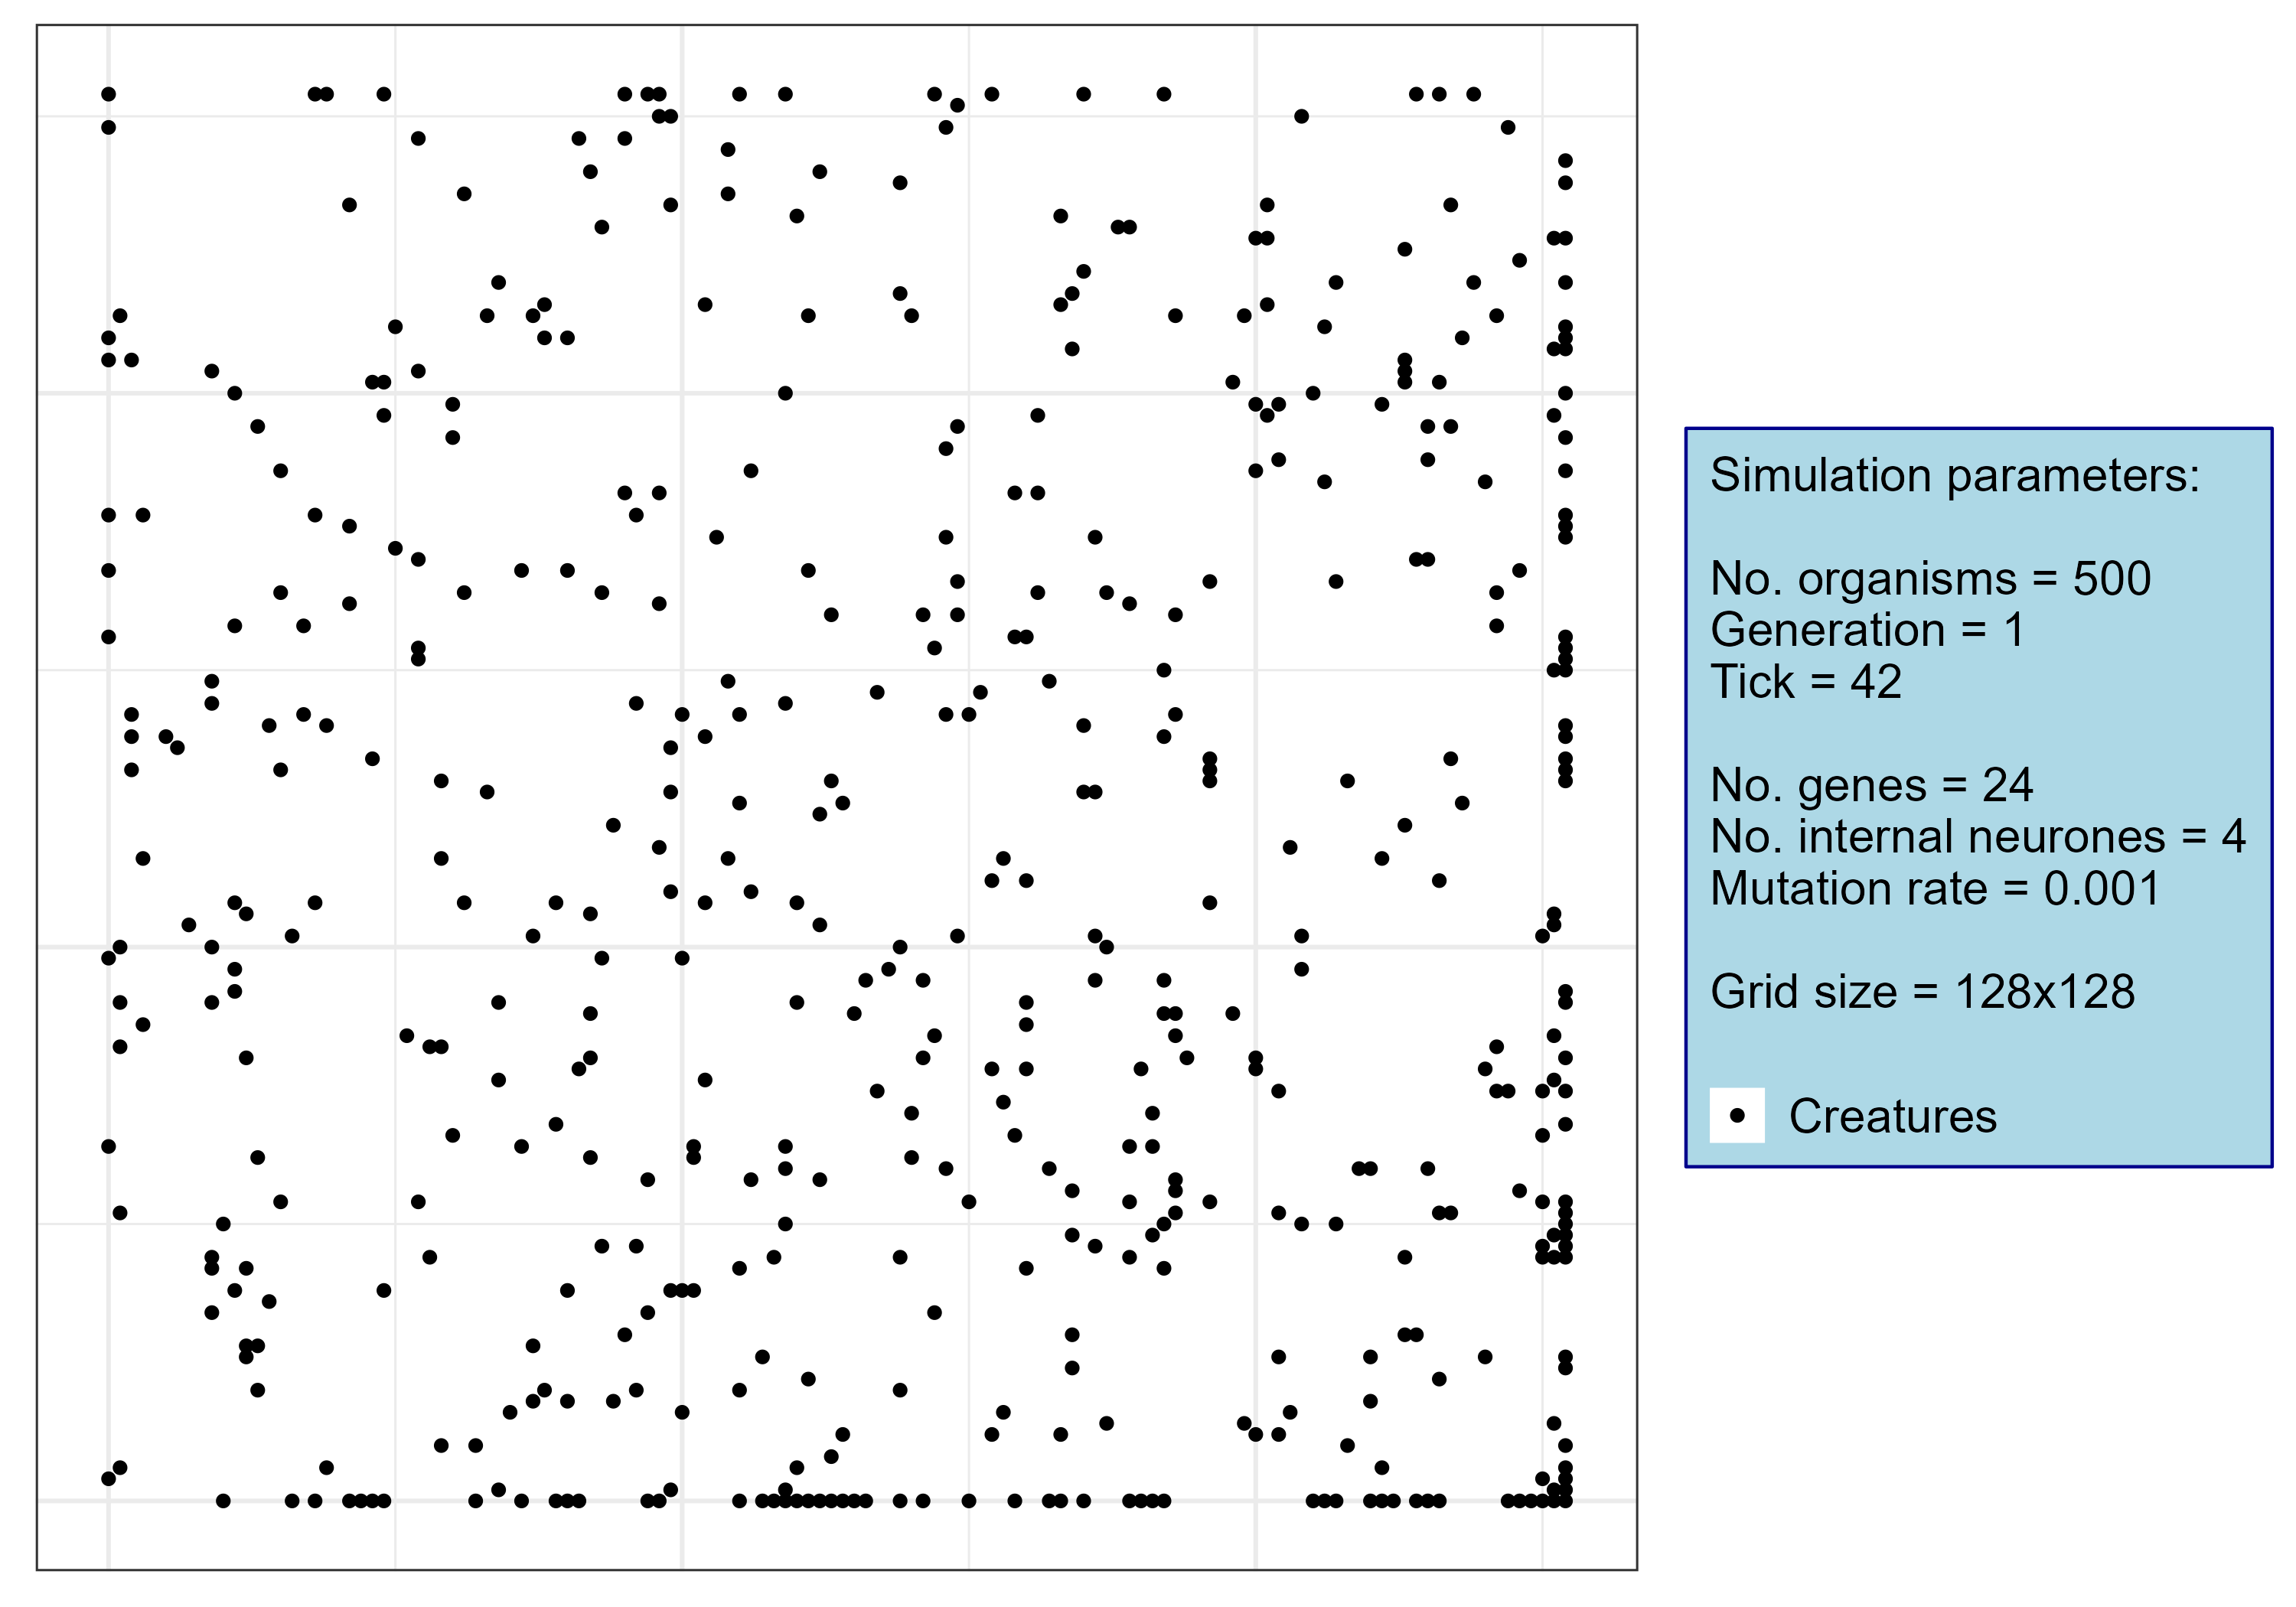 Simulation parameters:
No. organisms = 500
Generation = 1
Tick = 42
No. genes = 24
No. internal neurones = 4
Mutation rate = 0.001
Grid size = 128x128
Creatures